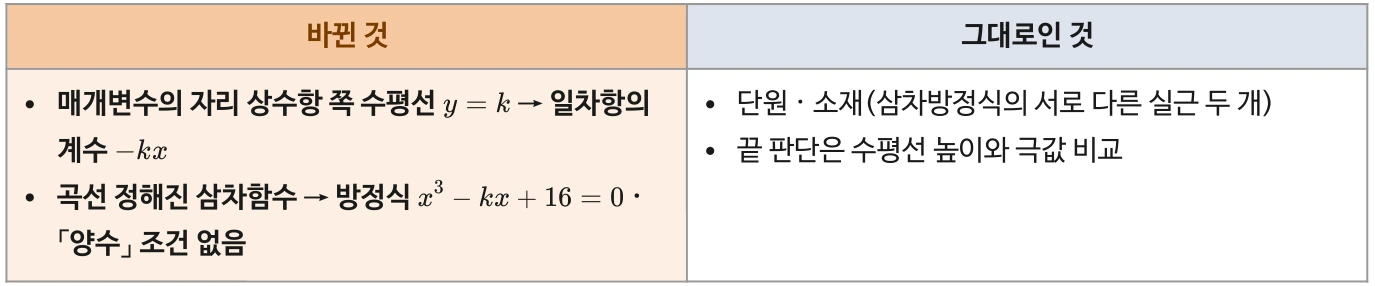 바뀐 것
그대로인 것
• 매개변수의 자리 상수항 쪽 수평선 y = k → 일차항의
계수 −kx
• 곡선 정해진 삼차함수 → 방정식 x³ − kx + 16 = 0 ·
「양수」 조건 없음
• 단원 · 소재(삼차방정식의 서로 다른 실근 두 개)
• 끝 판단은 수평선 높이와 극값 비교